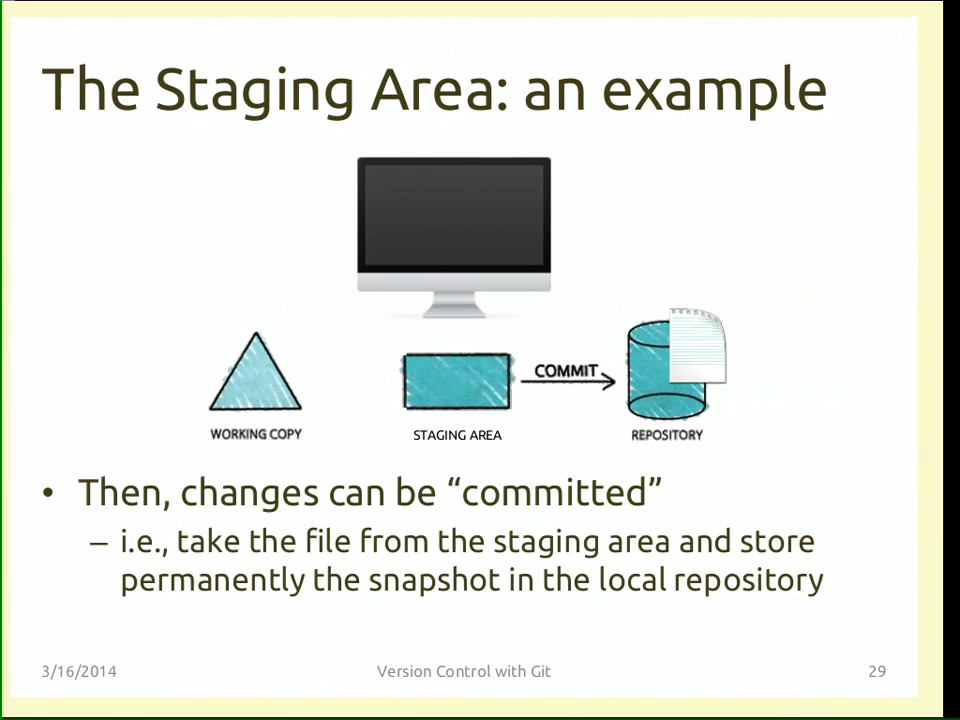 The Staging Area: an example
COMMIT
WORKING COPY
STAGING AREA
REPOSITORY
• Then, changes can be “committed”
– i.e., take the file from the staging area and store
permanently the snapshot in the local repository
3/16/2014
Version Control with Git
29